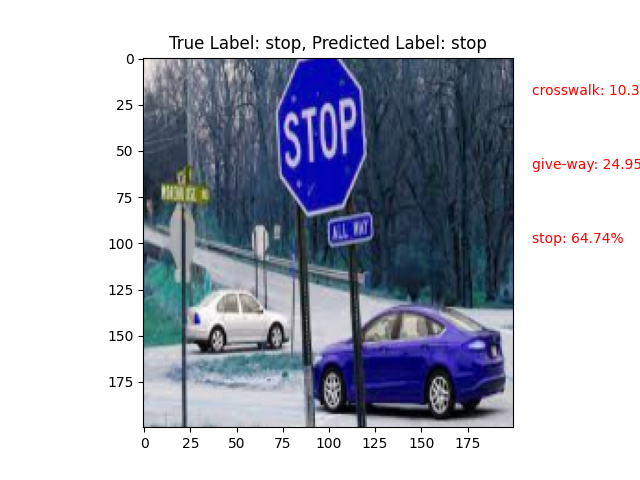 True Label: stop, Predicted Label: stop
0
25
50
75
100
125
150
175
0
25
50
75
100
125
150
175
STOP
ALL WAY
crosswalk: 10.3
give-way: 24.95
stop: 64.74%